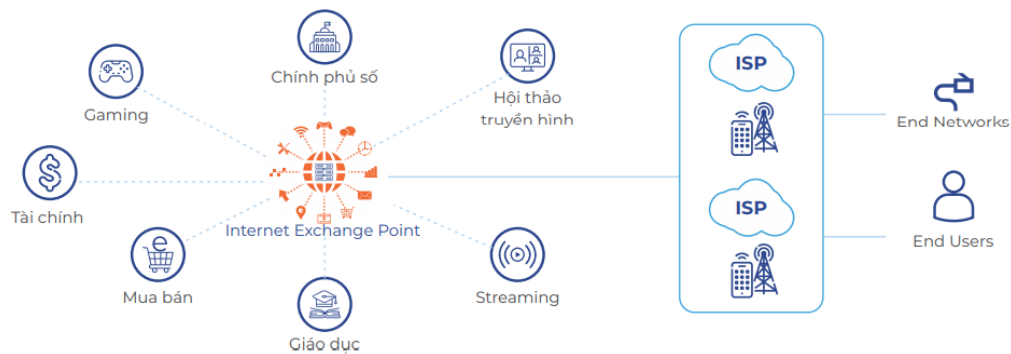 Chính phủ số
Gaming
Hội thảo
truyền hình
Tài chính
Internet Exchange Point
Mua bán
e
Streaming
Giáo dục
ISP
ISP
End Networks
End Users